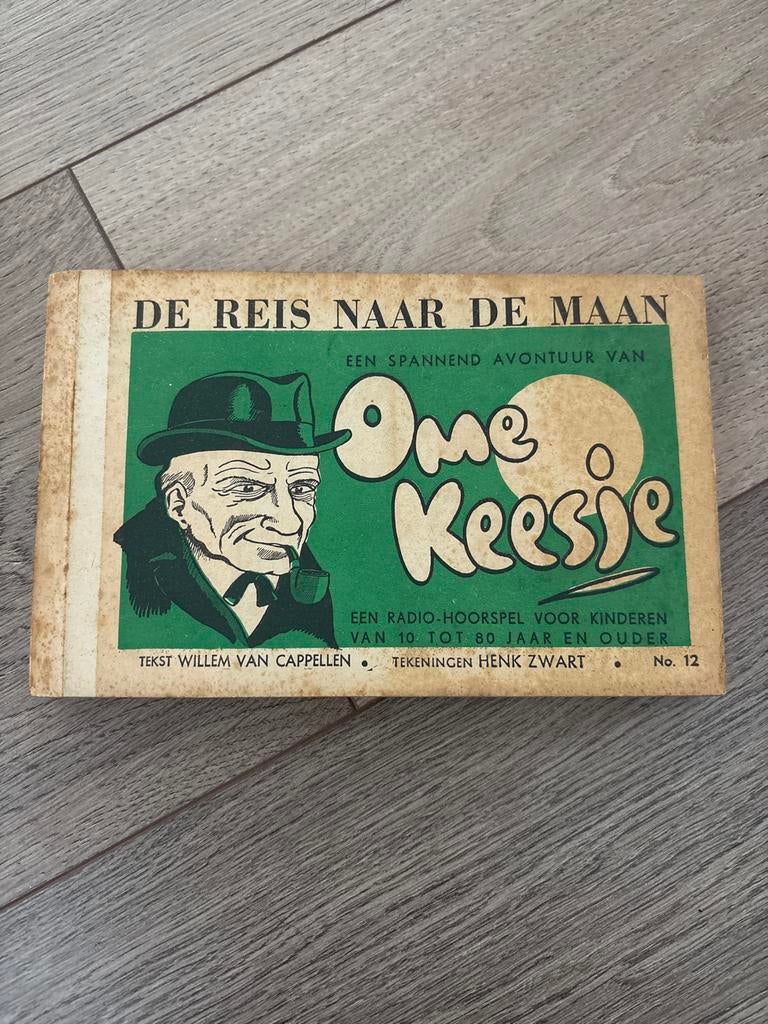 DE REIS NAAR DE MAAN
EEN SPANNEND AVONTUUR VAN
Ome
Keesje
EEN RADIO-HOORSPEL VOOR KINDEREN
VAN 10 TOT 80 JAAR EN OUDER
TEKST WILLEM VAN CAPPELLEN • TEKENINGEN HENK ZWART • No. 12